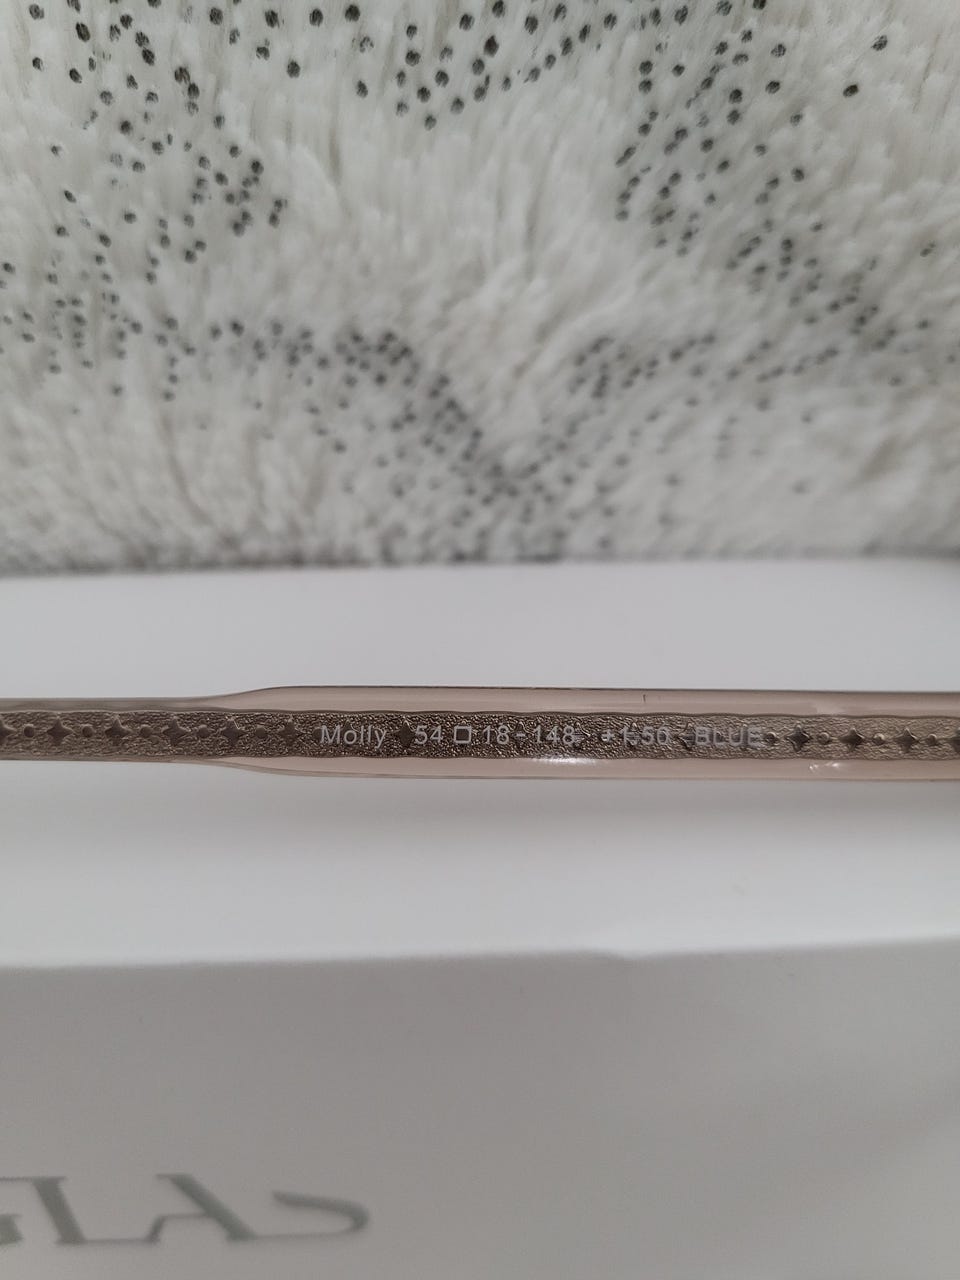 Molly 54 □ 18 - 148 +1.50 BLUE
GLAS